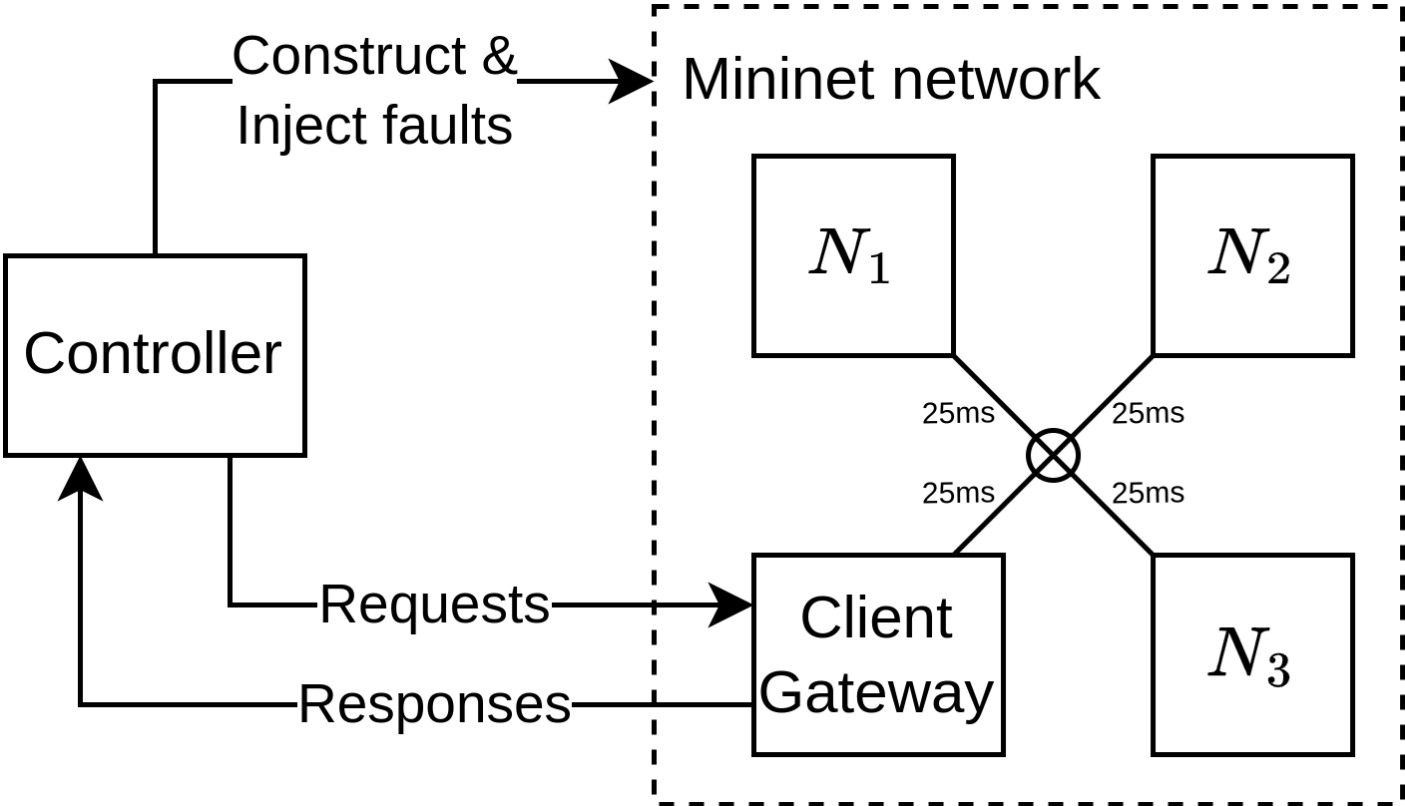 Construct &
Inject faults
Mininet network
N₁
N₂
Controller
25ms
25ms
25ms
25ms
Requests
Client
Gateway
N₃
Responses